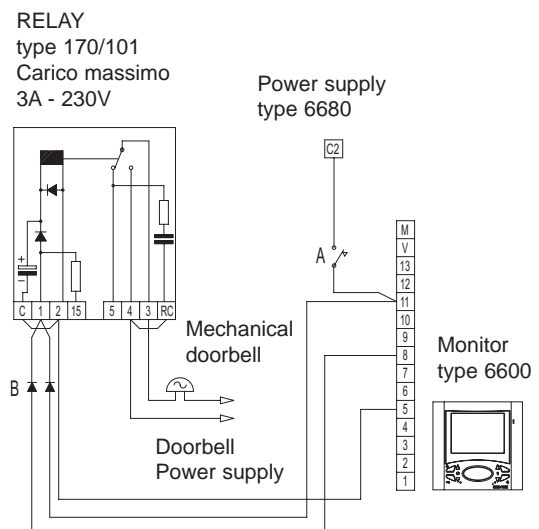 RELAY
type 170/101
Carico massimo
3A - 230V
Power supply
type 6680
C2
A
M
V
13
12
11
10
9
8
7
6
5
4
3
2
1
+
–
C 1 2 15 5 4 3 RC
Mechanical
doorbell
B
Doorbell
Power supply
Monitor
type 6600